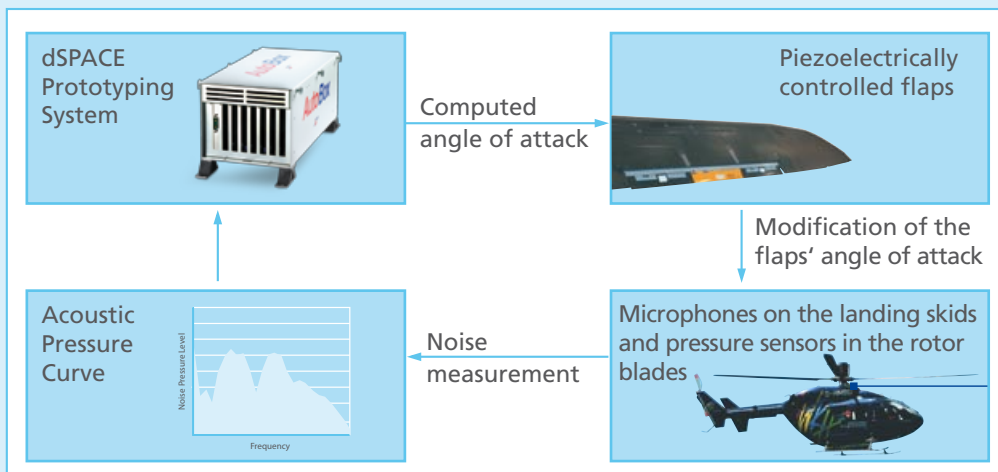 dSPACE
Prototyping
System
AutoBox
AutoBox
Computed
angle of attack
Piezoelectrically
controlled flaps
Modification of the
flaps‘ angle of attack
Acoustic
Pressure
Curve
Noise Pressure Level
Frequency
Noise
measurement
Microphones on the landing skids
and pressure sensors in the rotor
blades